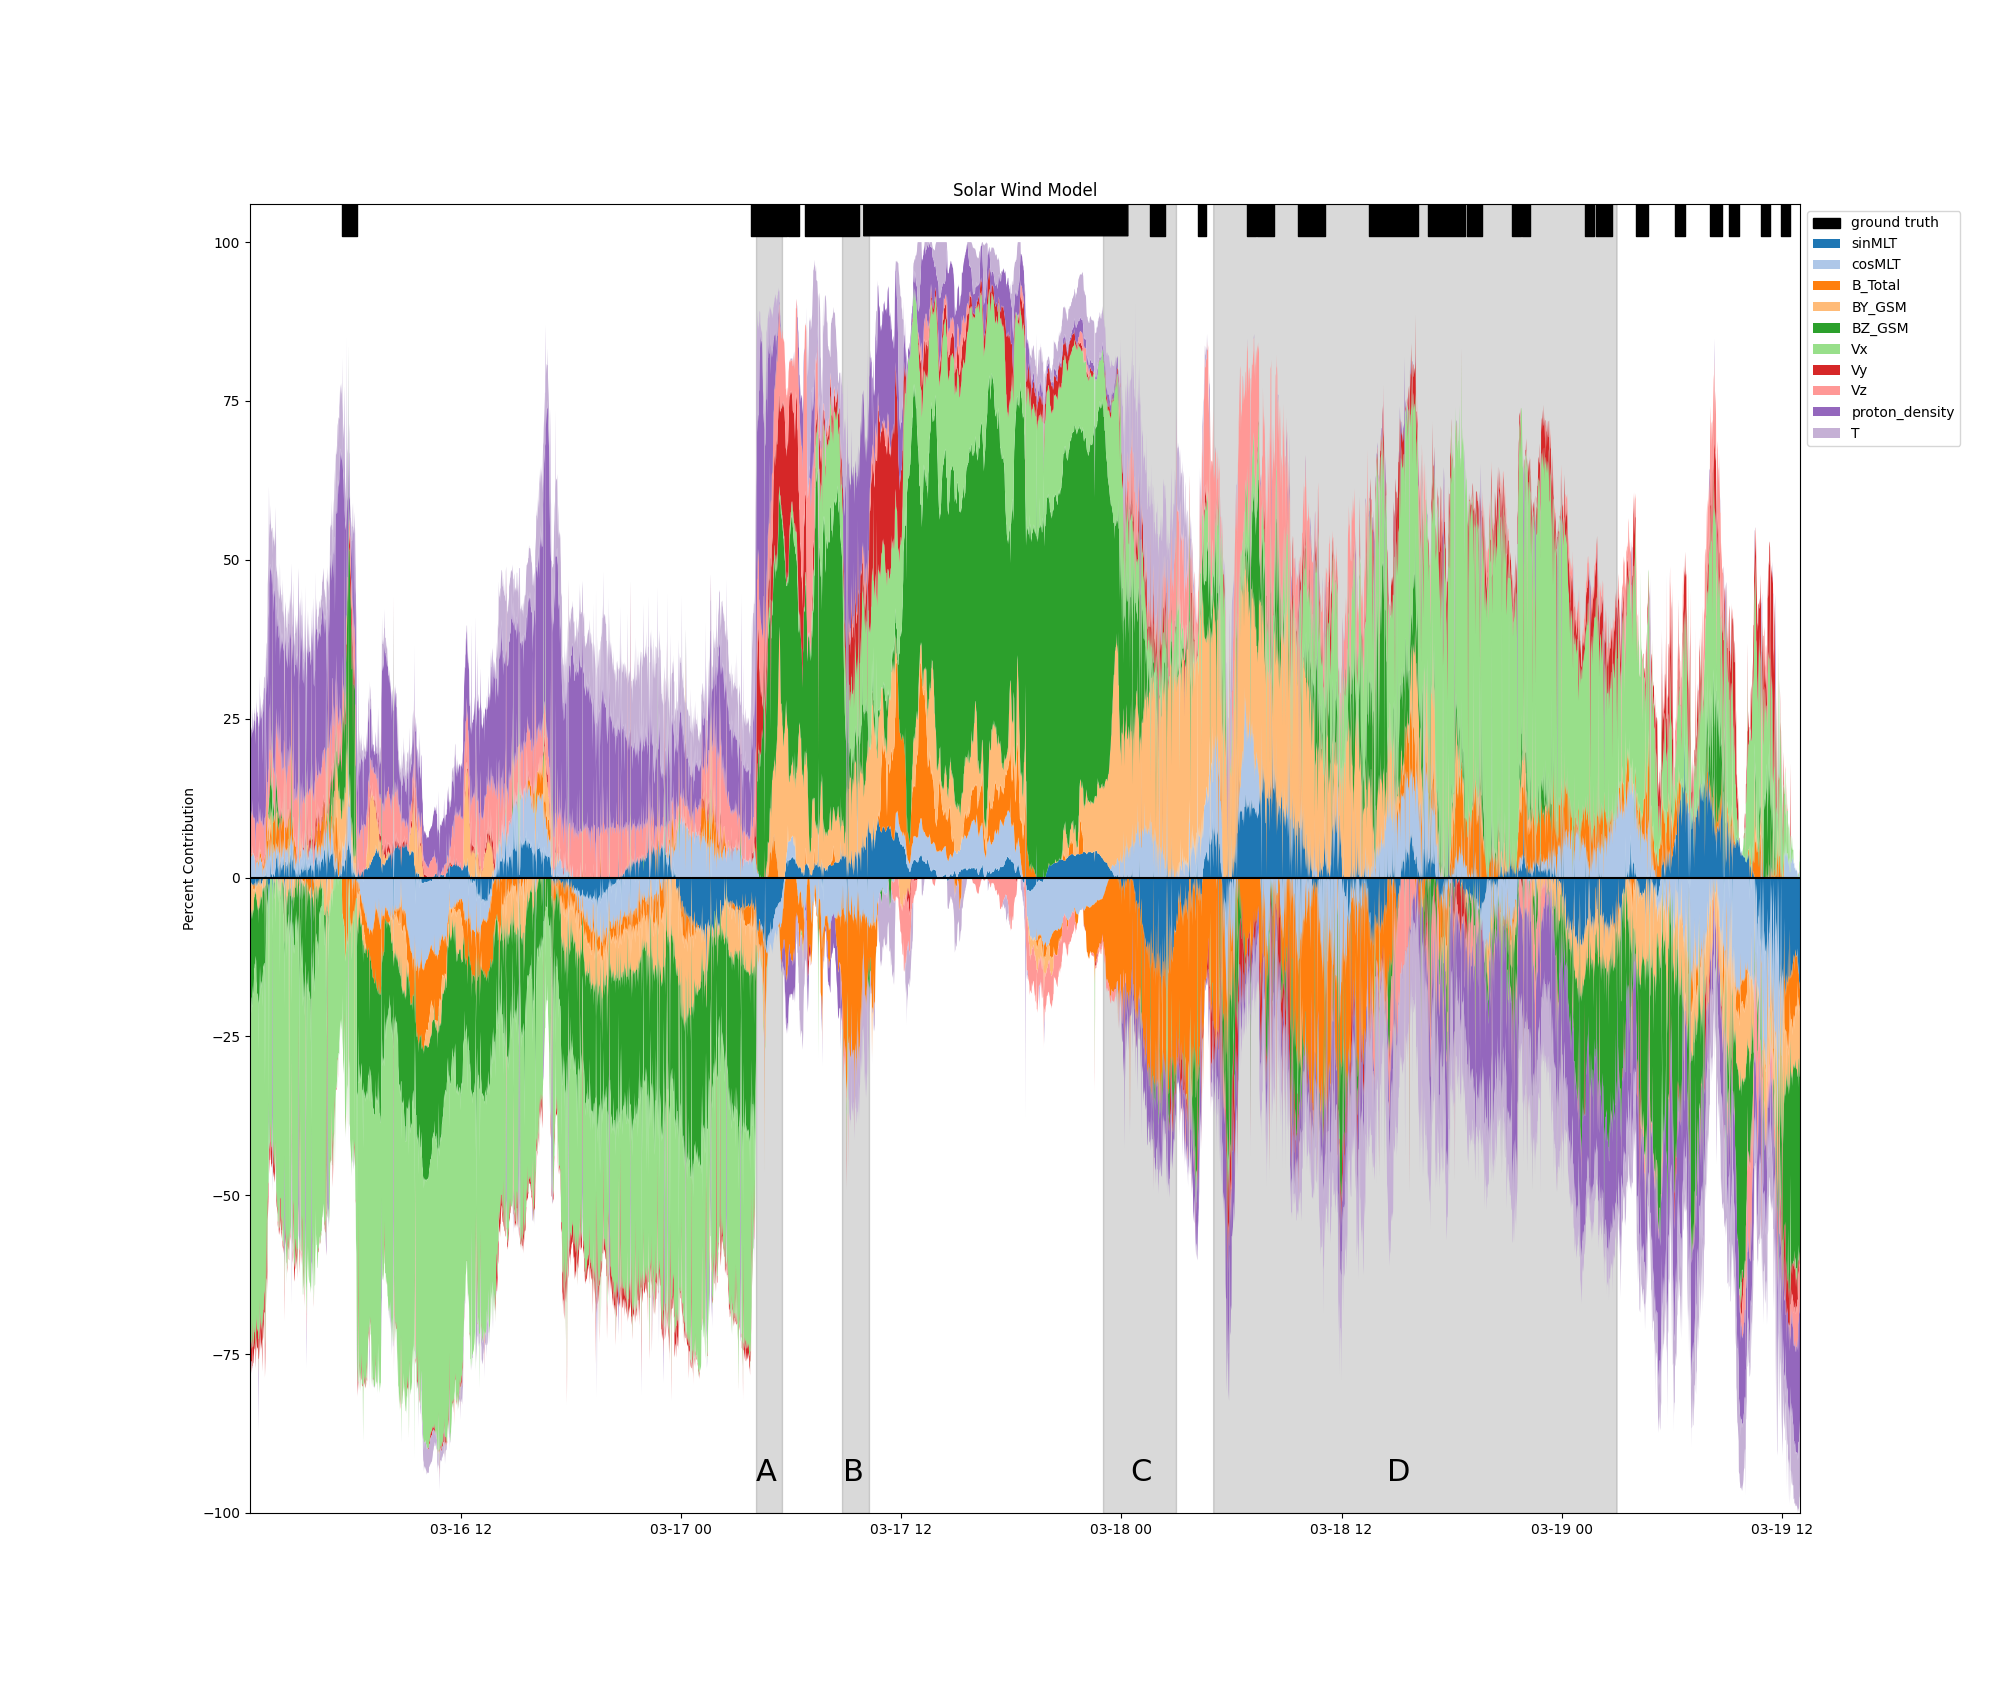 Solar Wind Model
100
75
50
25
0
−25
−50
−75
−100
Percent Contribution
A
B
C
D
03-16 12
03-17 00
03-17 12
03-18 00
03-18 12
03-19 00
03-19 12
ground truth
sinMLT
cosMLT
B_Total
BY_GSM
BZ_GSM
Vx
Vy
Vz
proton_density
T